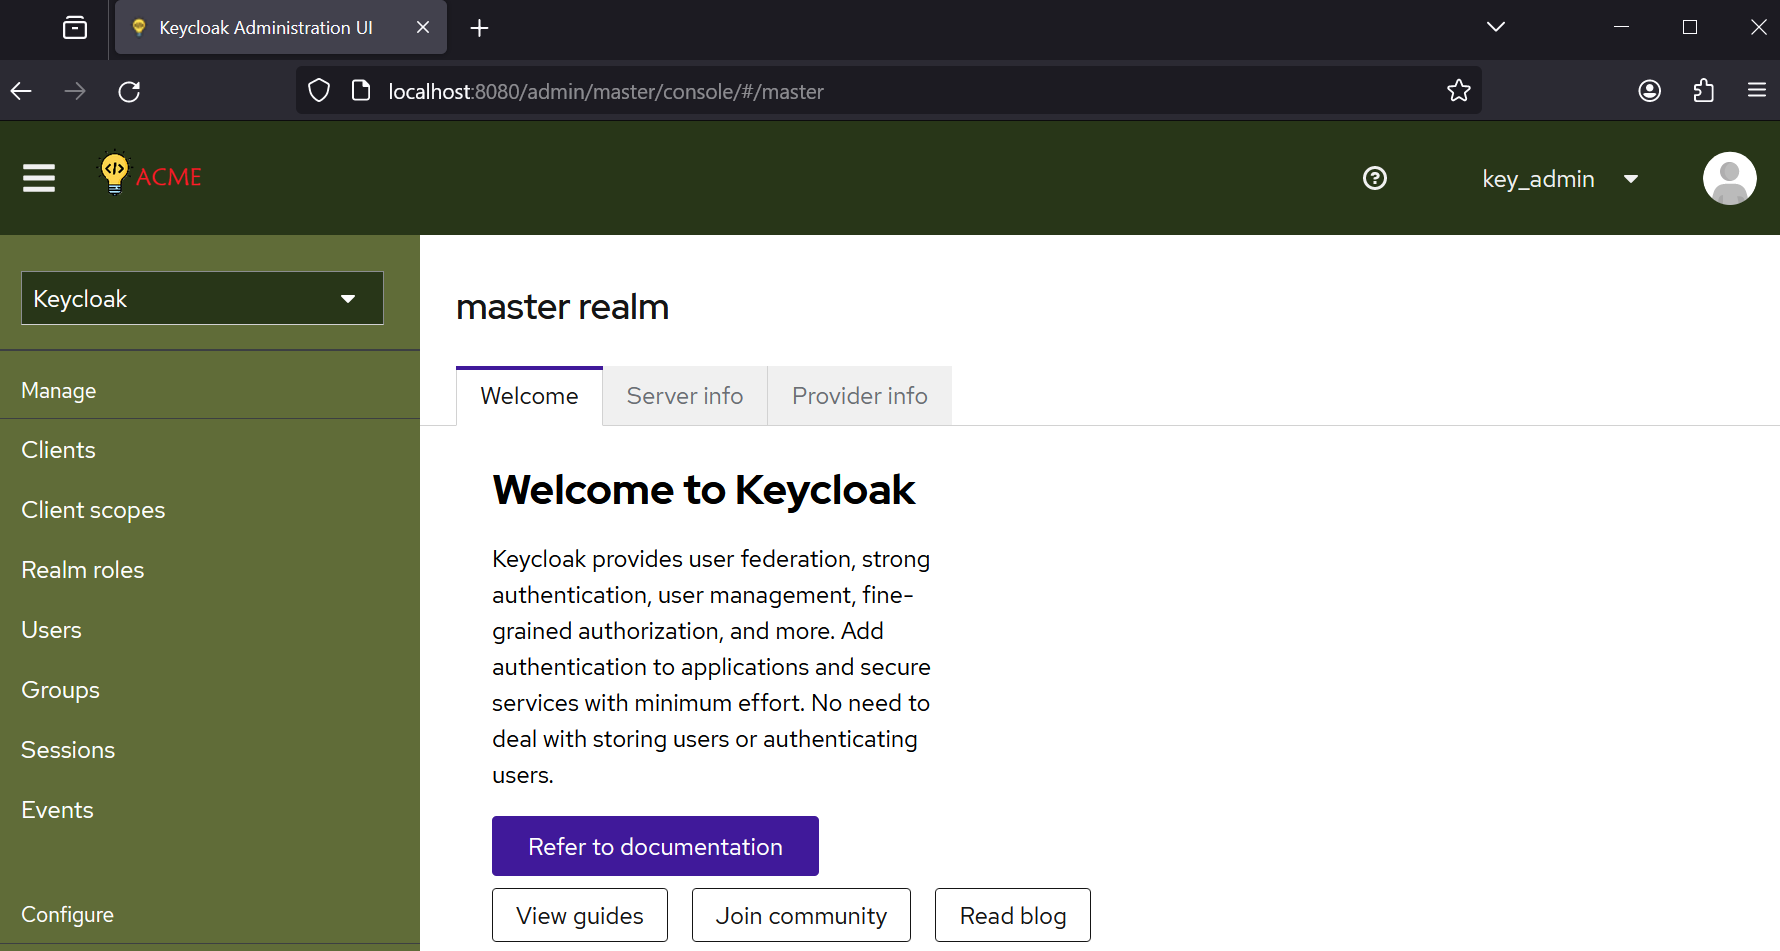 Keycloak Administration UI
localhost:8080/admin/master/console/#/master
</> ACME
key_admin
Keycloak
master realm
Manage
Welcome
Server info
Provider info
Clients
Client scopes
Realm roles
Users
Groups
Sessions
Events
Configure
Welcome to Keycloak
Keycloak provides user federation, strong
authentication, user management, fine-
grained authorization, and more. Add
authentication to applications and secure
services with minimum effort. No need to
deal with storing users or authenticating
users.
Refer to documentation
View guides
Join community
Read blog